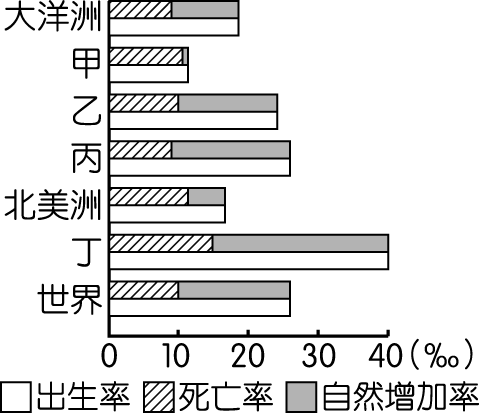 大洋洲
甲
乙
丙
北美洲
丁
世界
0 10 20 30 40(‰)
出生率 死亡率 自然增加率